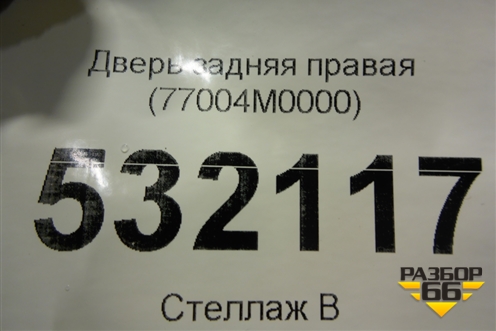 Дверь задняя правая
(77004M0000)
532117
Стеллаж В
РАЗБОР
66